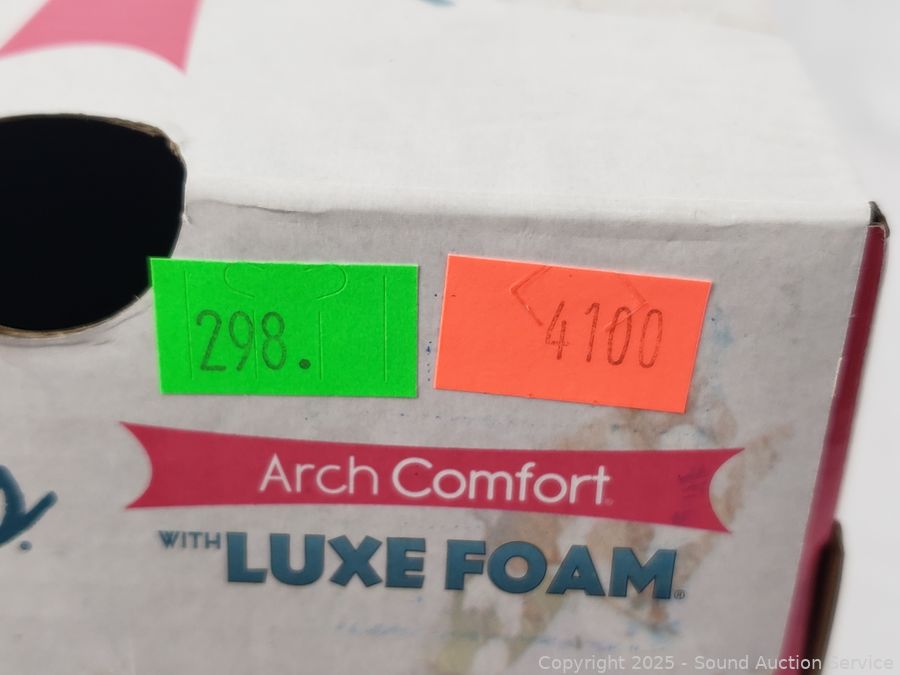 298.
4100
Arch Comfort
WITH LUXE FOAM®
Copyright 2025 - Sound Auction Service